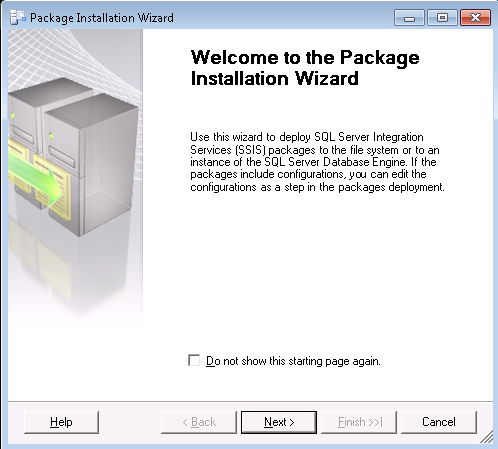 Package Installation Wizard
Welcome to the Package
Installation Wizard
Use this wizard to deploy SQL Server Integration
Services (SSIS) packages to the file system or to an
instance of the SQL Server Database Engine. If the
packages include configurations, you can edit the
configurations as a step in the packages deployment.
Do not show this starting page again.
Help
< Back
Next >
Finish >>|
Cancel